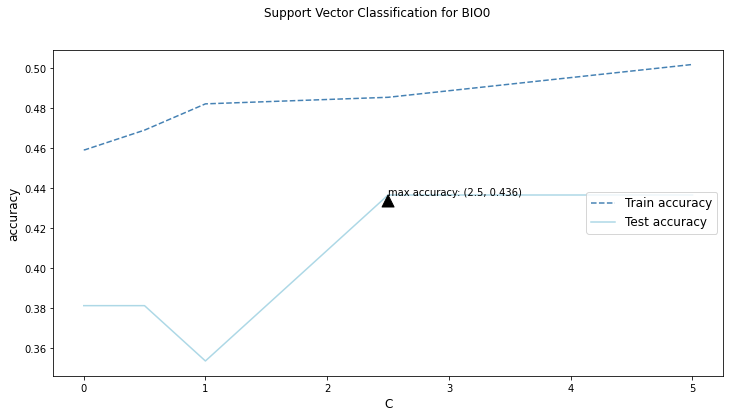 Support Vector Classification for BIO0
0.50
0.48
0.46
0.44
0.42
0.40
0.38
0.36
accuracy
max accuracy: (2.5, 0.436)
Train accuracy
Test accuracy
0
1
2
3
4
5
C